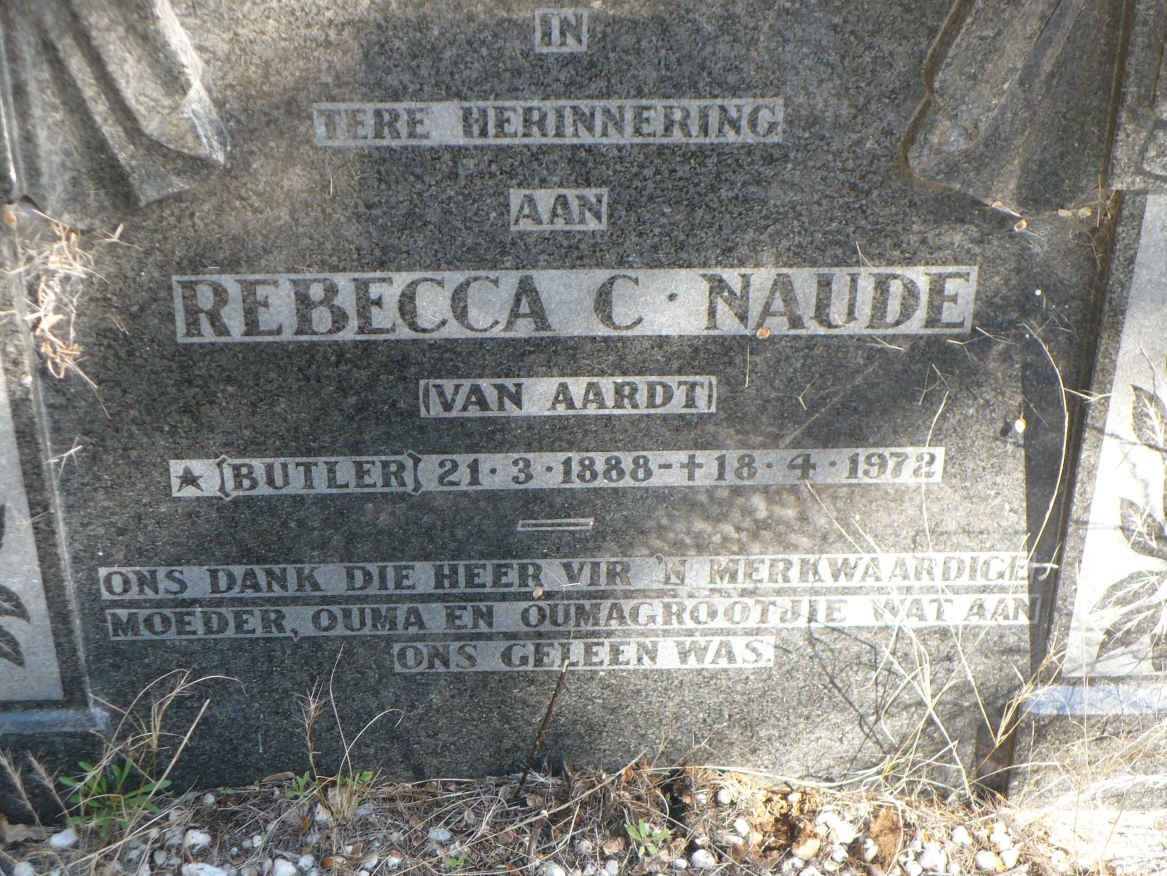 IN
TERE HERINNERING
AAN
REBECCA C. NAUDE
(VAN AARDT)
★ [BUTLER] 21·3·1888-✝18·4·1972
ONS DANK DIE HEER VIR 'N MERKWAARDIGE
MOEDER, OUMA EN OUMAGROOTJIE WAT AAN
ONS GELEEN WAS.